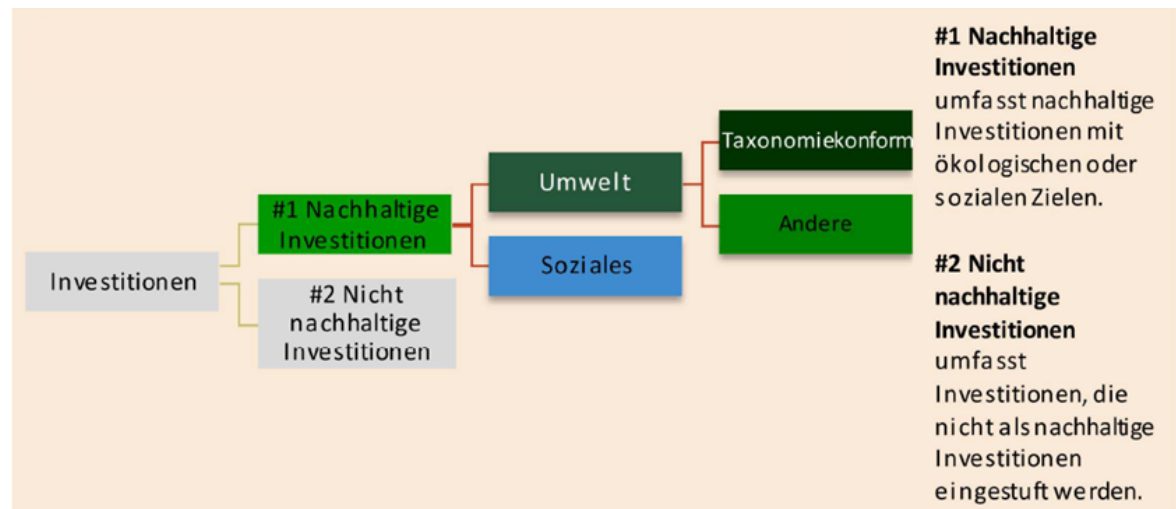 Investitionen
#1 Nachhaltige
Investitionen
#2 Nicht
nachhaltige
Investitionen
Umwelt
Soziales
Taxonomiekonform
Andere
#1 Nachhaltige
Investitionen
umfasst nachhaltige
Investitionen mit
ökologischen oder
sozialen Zielen.
#2 Nicht
nachhaltige
Investitionen
umfasst
Investitionen, die
nicht als nachhaltige
Investitionen
eingestuft werden.